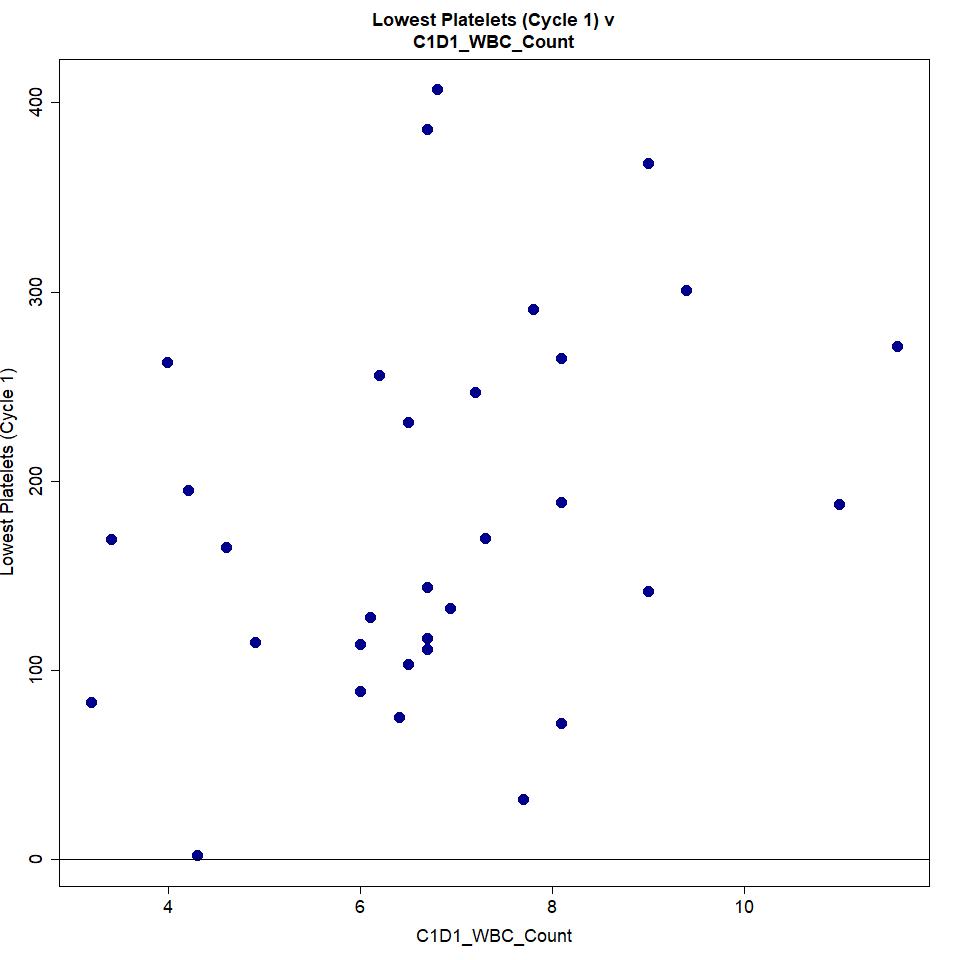 Lowest Platelets (Cycle 1) v
C1D1_WBC_Count
400
300
200
100
0
Lowest Platelets (Cycle 1)
4
6
8
10
C1D1_WBC_Count